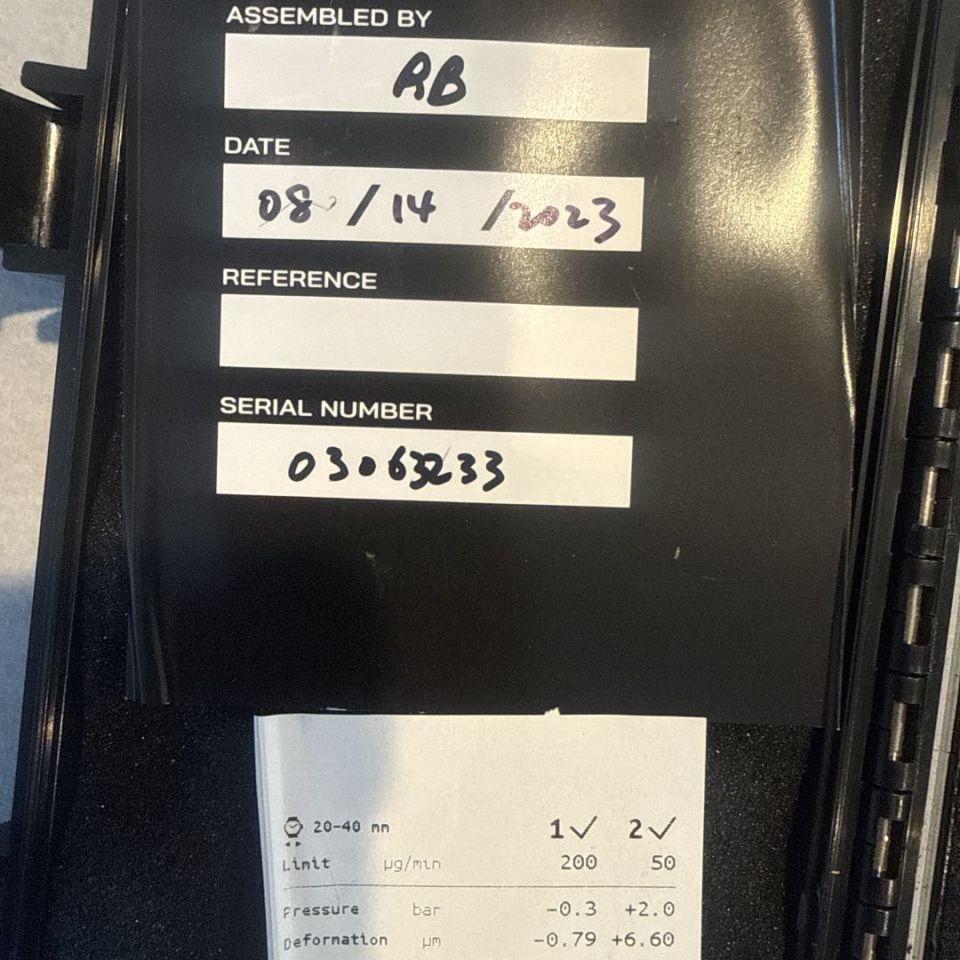 ASSEMBLED BY
RB
DATE
08 / 14 / 2023
REFERENCE
SERIAL NUMBER
03063233
20-40 mm 1✓ 2✓
Limit µg/min 200 50
Pressure bar -0.3 +2.0
Deformation µm -0.79 +6.60